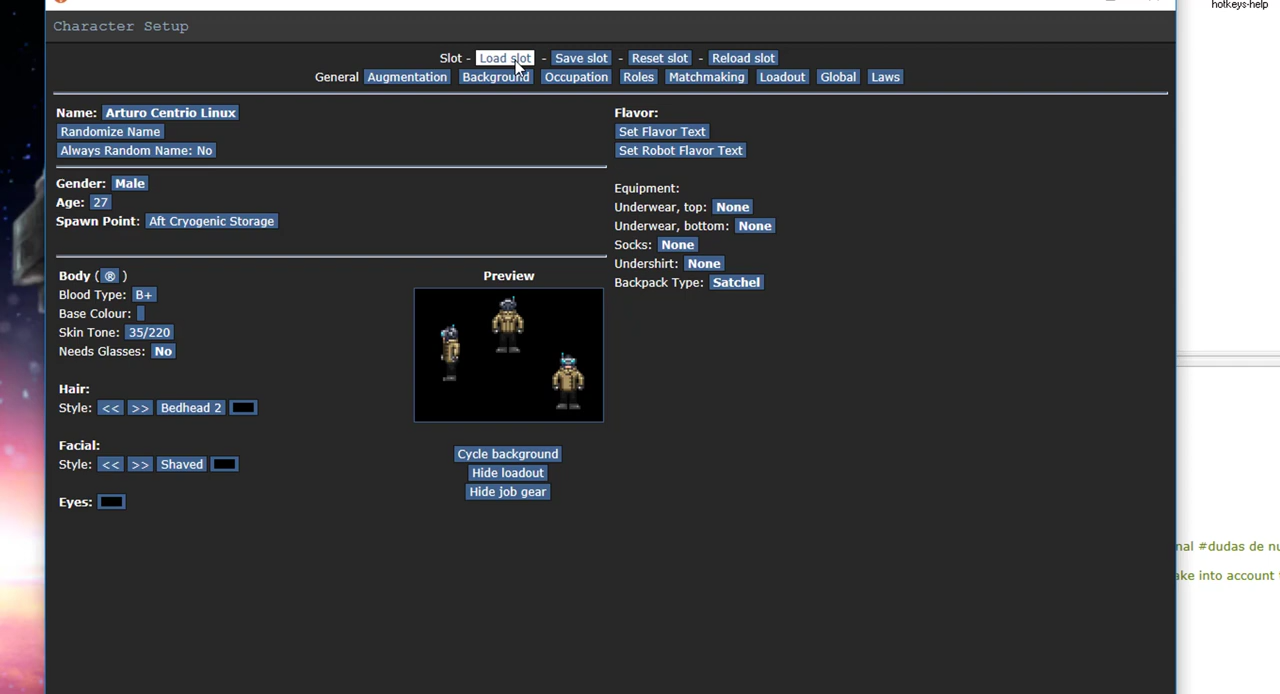 hotkeys-help
Character Setup
Slot - Load slot - Save slot - Reset slot - Reload slot
General Augmentation Background Occupation Roles Matchmaking Loadout Global Laws
Name: Arturo Centrio Linux
Randomize Name
Always Random Name: No
Gender: Male
Age: 27
Spawn Point: Aft Cryogenic Storage
Body ( ® )
Blood Type: B+
Base Colour:
Skin Tone: 35/220
Needs Glasses: No
Hair:
Style: << >> Bedhead 2
Facial:
Style: << >> Shaved
Eyes:
Preview
Cycle background
Hide loadout
Hide job gear
Flavor:
Set Flavor Text
Set Robot Flavor Text
Equipment:
Underwear, top: None
Underwear, bottom: None
Socks: None
Undershirt: None
Backpack Type: Satchel
nal #dudas de nu
ake into account t